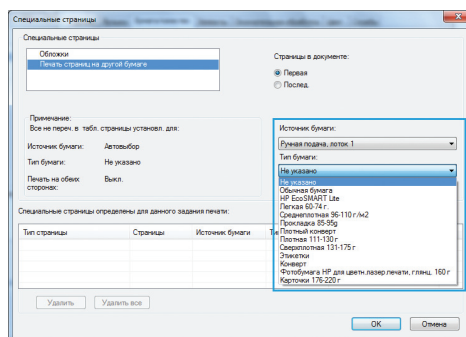 Специальные страницы
Специальные страницы
Обложки
Печать страниц на другой бумаге
Страницы в документе:
Первая
Послед.
Примечание:
Все не переч. в табл. страницы установл. для:
Источник бумаги: Автовыбор
Тип бумаги: Не указано
Печать на обеих сторонах: Выкл.
Источник бумаги:
Ручная подача, лоток 1
Тип бумаги:
Не указано
Не указано
Обычная бумага
HP EcoSMART Lite
Легкая 60-74 г.
Среднеплотная 96-110 г/м2
Прокладка 85-95g
Плотный конверт
Плотная 111-130 г
Сверхплотная 131-175 г
Этикетки
Конверт
Фотобумага HP для цветн.лазер.печати, глянц. 160 г
Карточки 176-220 г
Специальные страницы определены для данного задания печати:
Тип страницы Страницы Источник бумаги
Удалить Удалить все
OK Отмена